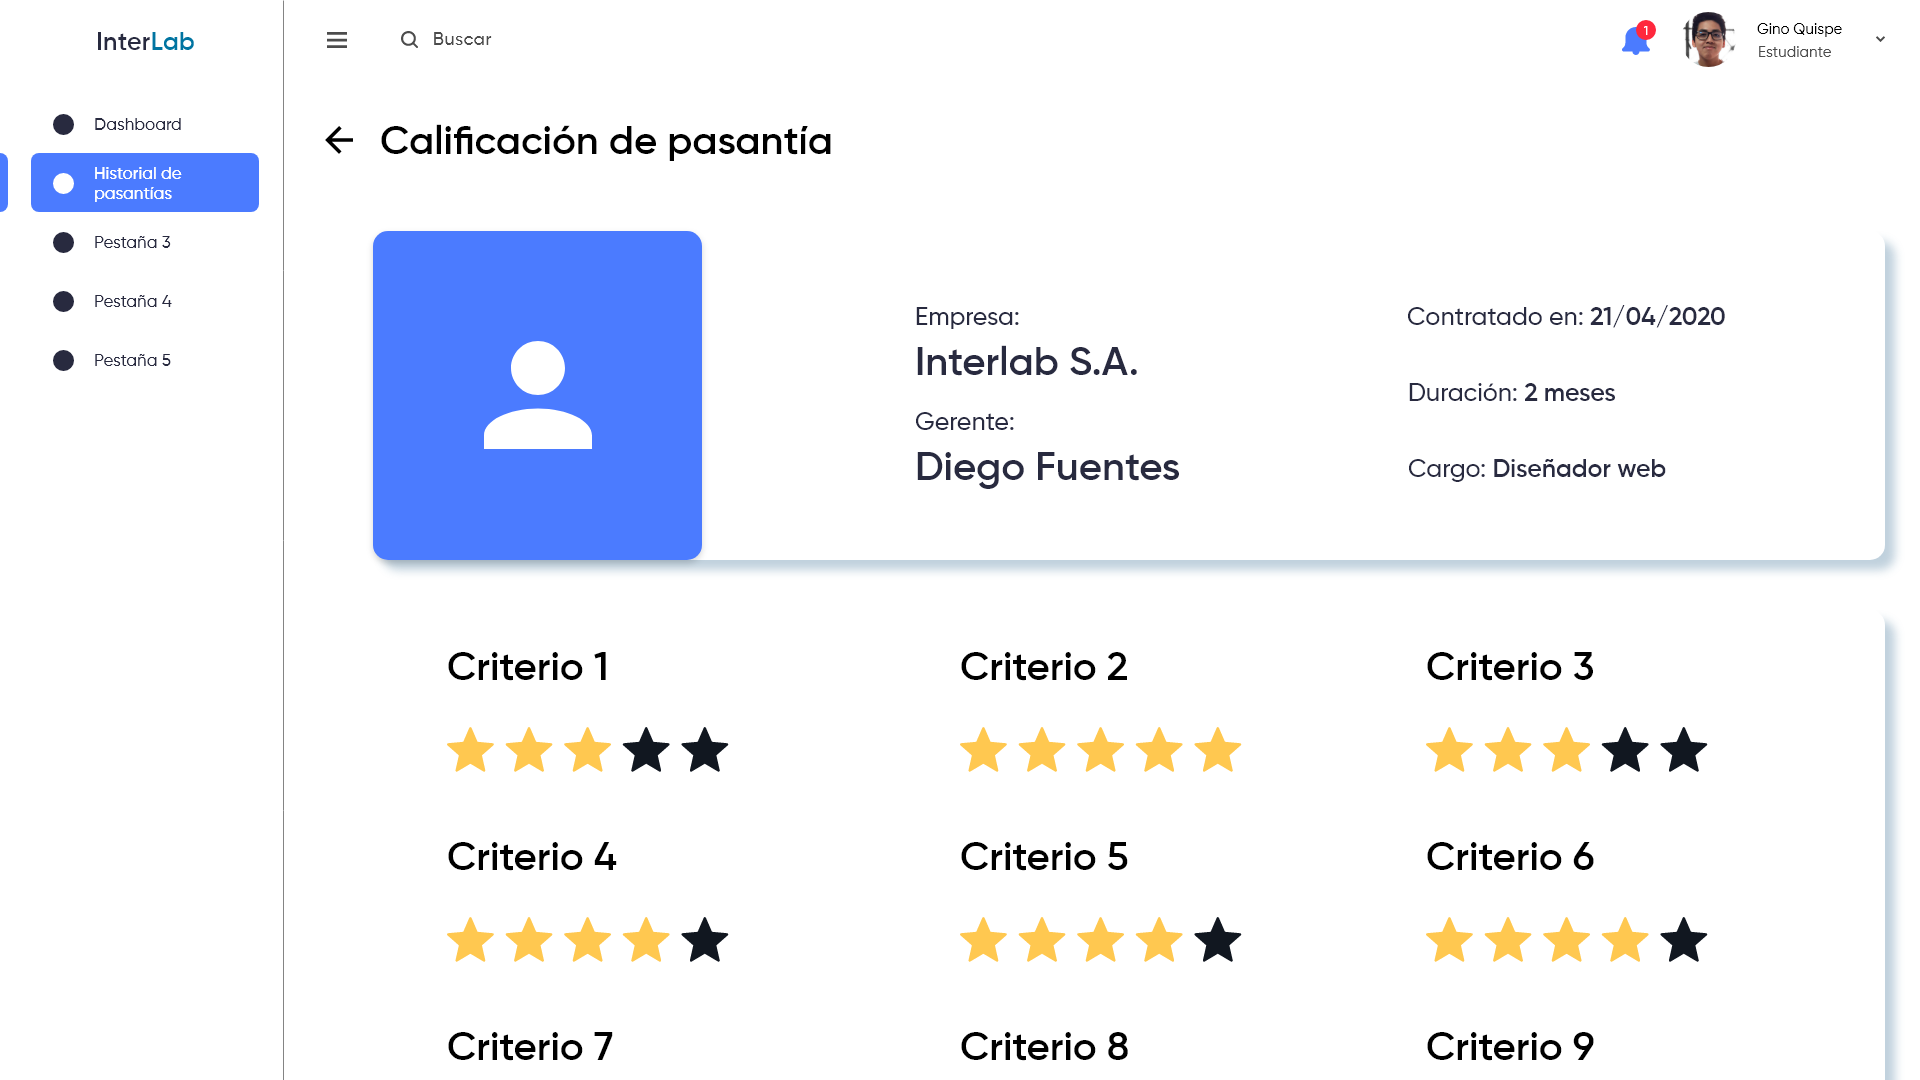 InterLab
Buscar
1
Gino Quispe
Estudiante
Dashboard
Historial de
pasantías
Pestaña 3
Pestaña 4
Pestaña 5
Calificación de pasantía
Empresa:
Interlab S.A.
Gerente:
Diego Fuentes
Contratado en: 21/04/2020
Duración: 2 meses
Cargo: Diseñador web
Criterio 1
Criterio 2
Criterio 3
Criterio 4
Criterio 5
Criterio 6
Criterio 7
Criterio 8
Criterio 9